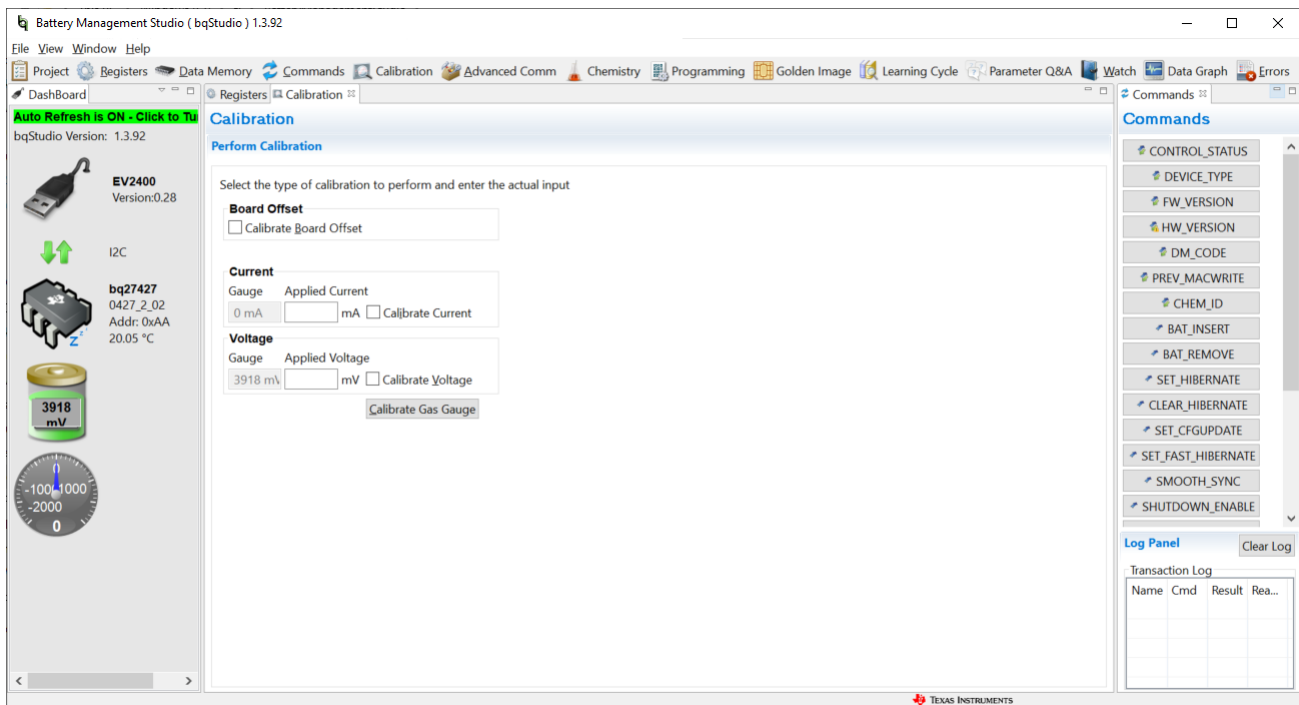 Battery Management Studio ( bqStudio ) 1.3.92
File View Window Help
Project Registers Data Memory Commands Calibration Advanced Comm Chemistry Programming Golden Image Learning Cycle Parameter Q&A Watch Data Graph Errors
DashBoard
Registers Calibration
Commands
Auto Refresh is ON - Click to Tu
bqStudio Version: 1.3.92
EV2400
Version:0.28
I2C
bq27427
0427_2_02
Addr: 0xAA
20.05 °C
z z
3918
mV
0
-100 1000
-2000
0
Calibration
Perform Calibration
Select the type of calibration to perform and enter the actual input
Board Offset
Calibrate Board Offset
Current
Gauge Applied Current
0 mA mA Calibrate Current
Voltage
Gauge Applied Voltage
3918 mV mV Calibrate Voltage
Calibrate Gas Gauge
Commands
CONTROL_STATUS
DEVICE_TYPE
FW_VERSION
HW_VERSION
DM_CODE
PREV_MACWRITE
CHEM_ID
BAT_INSERT
BAT_REMOVE
SET_HIBERNATE
CLEAR_HIBERNATE
SET_CFGUPDATE
SET_FAST_HIBERNATE
SMOOTH_SYNC
SHUTDOWN_ENABLE
Log Panel Clear Log
Transaction Log
Name Cmd Result Rea...
TEXAS INSTRUMENTS